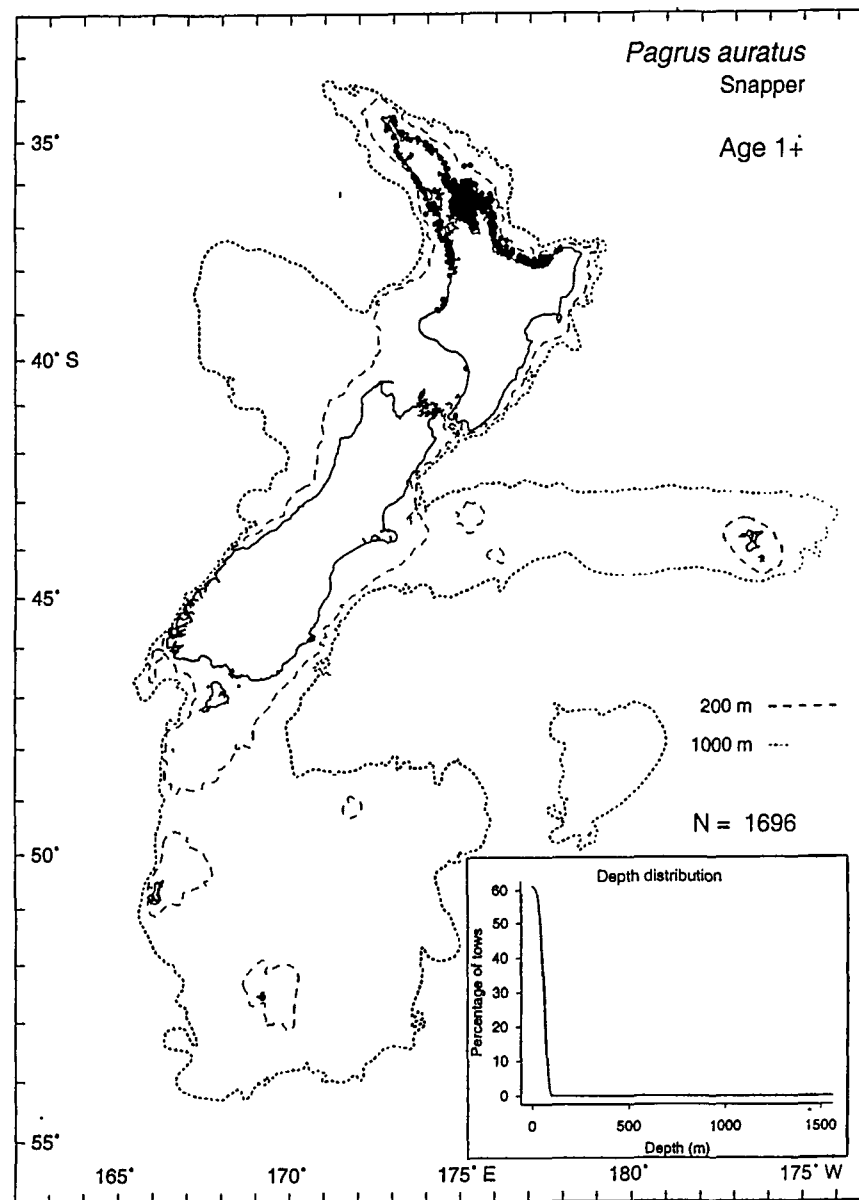 Pagrus auratus
Snapper
Age 1+
35°
40° S
45°
50°
55°
200 m
1000 m
N = 1696
Depth distribution
Percentage of tows
60
50
40
30
20
10
0
0 500 1000 1500
Depth (m)
165° 170° 175° E 180° 175° W